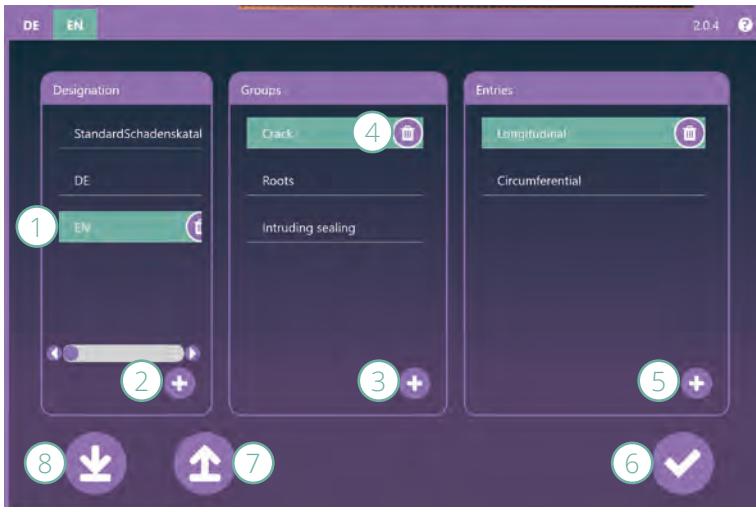 DE EN 2.0.4 ?
Designation Groups Entries
StandardSchadenskatal Crack 4 Longitudinal
DE Roots Circumferential
1 EN Intruding sealing
2 3 5
8 7 6